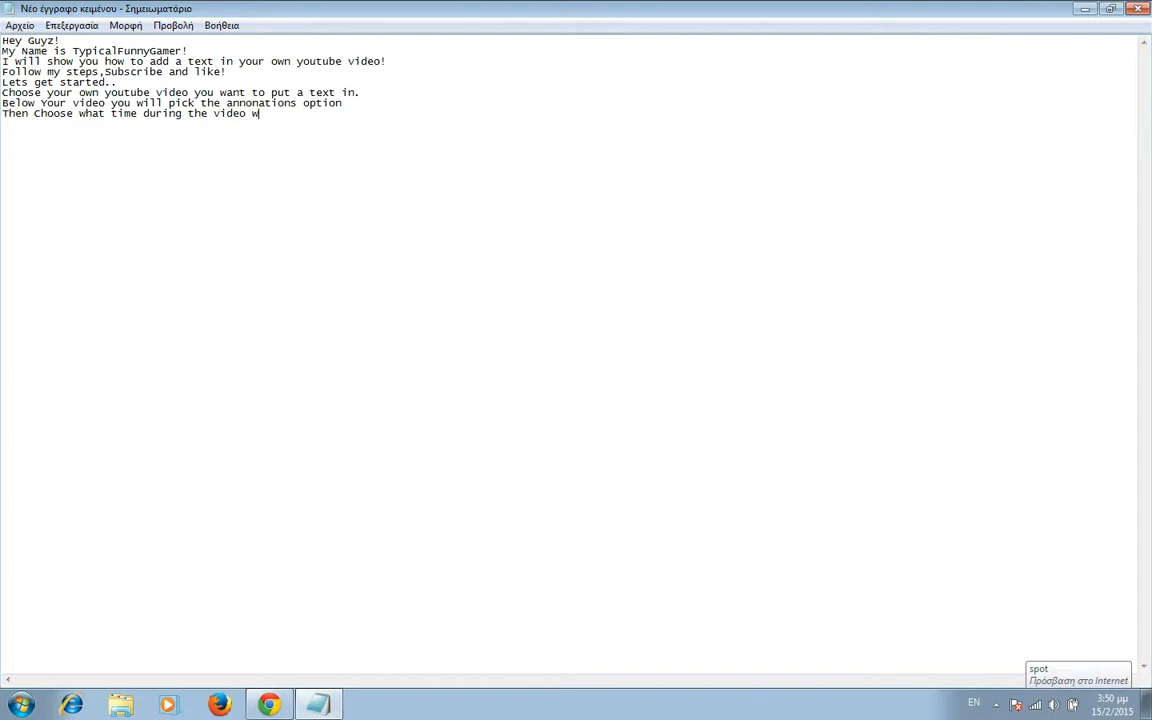 Νέο έγγραφο κειμένου - Σημειωματάριο
Αρχείο Επεξεργασία Μορφή Προβολή Βοήθεια
Hey Guyz!
My Name is TypicalFunnyGamer!
I will show you how to add a text in your own youtube video!
Follow my steps,Subscribe and like!
Lets get started..
Choose your own youtube video you want to put a text in.
Below Your video you will pick the annonations option
Then Choose what time during the video w
spot
Πρόσβαση στο Internet
EN
3:50 μμ
15/2/2015